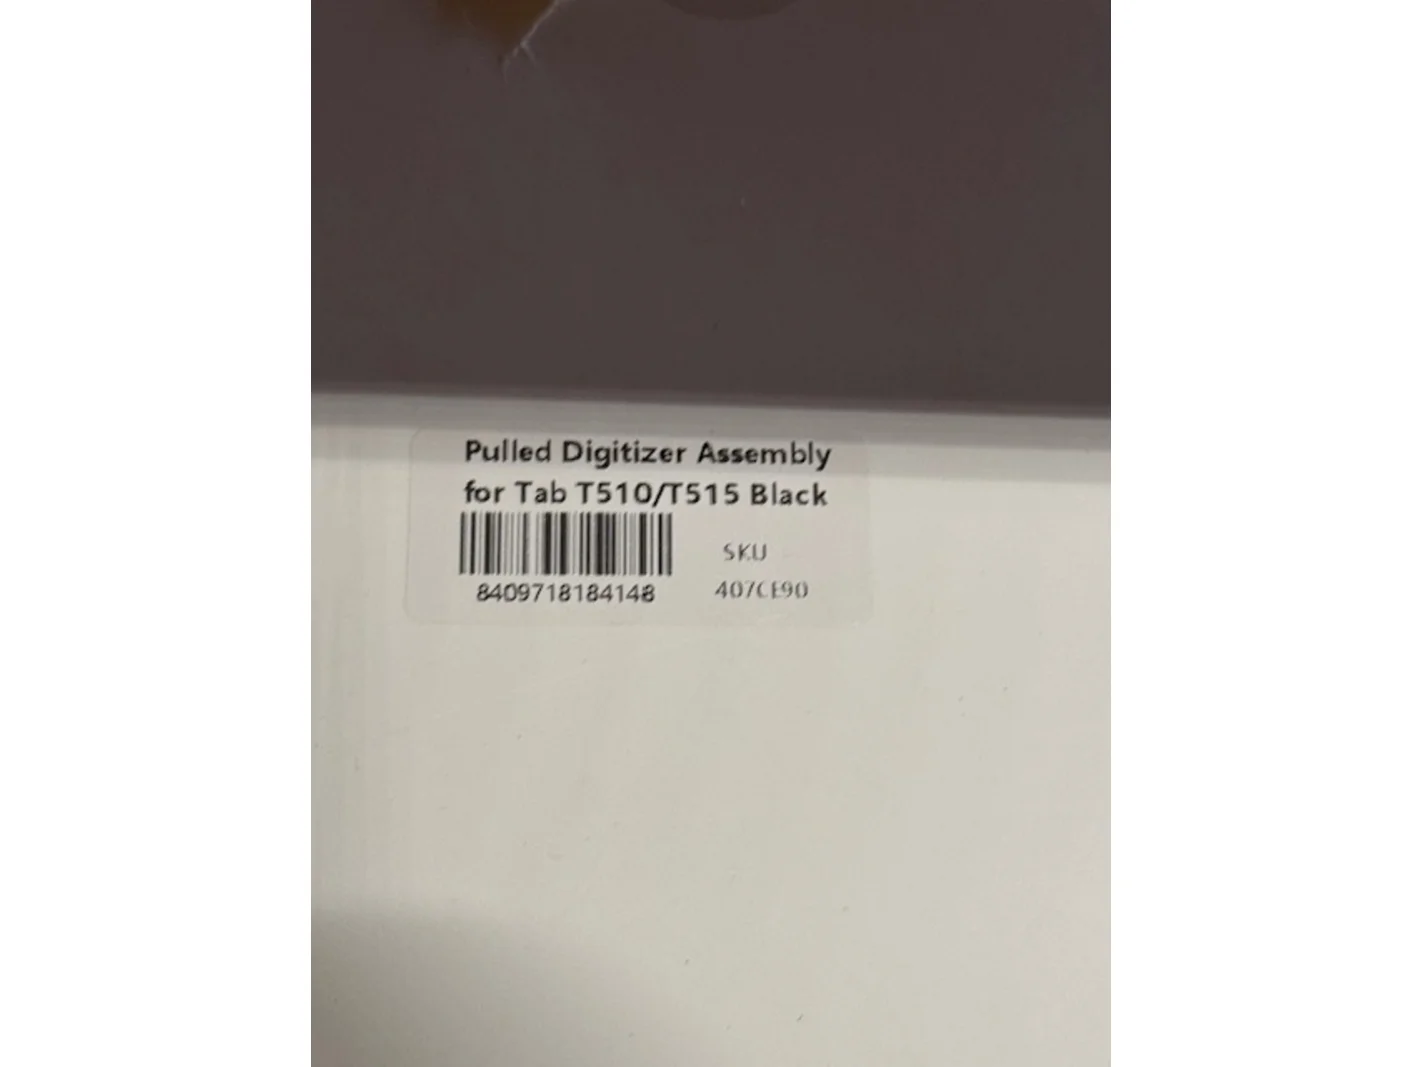 Pulled Digitizer Assembly
for Tab T510/T515 Black
SKU
8409718184148
407CE90